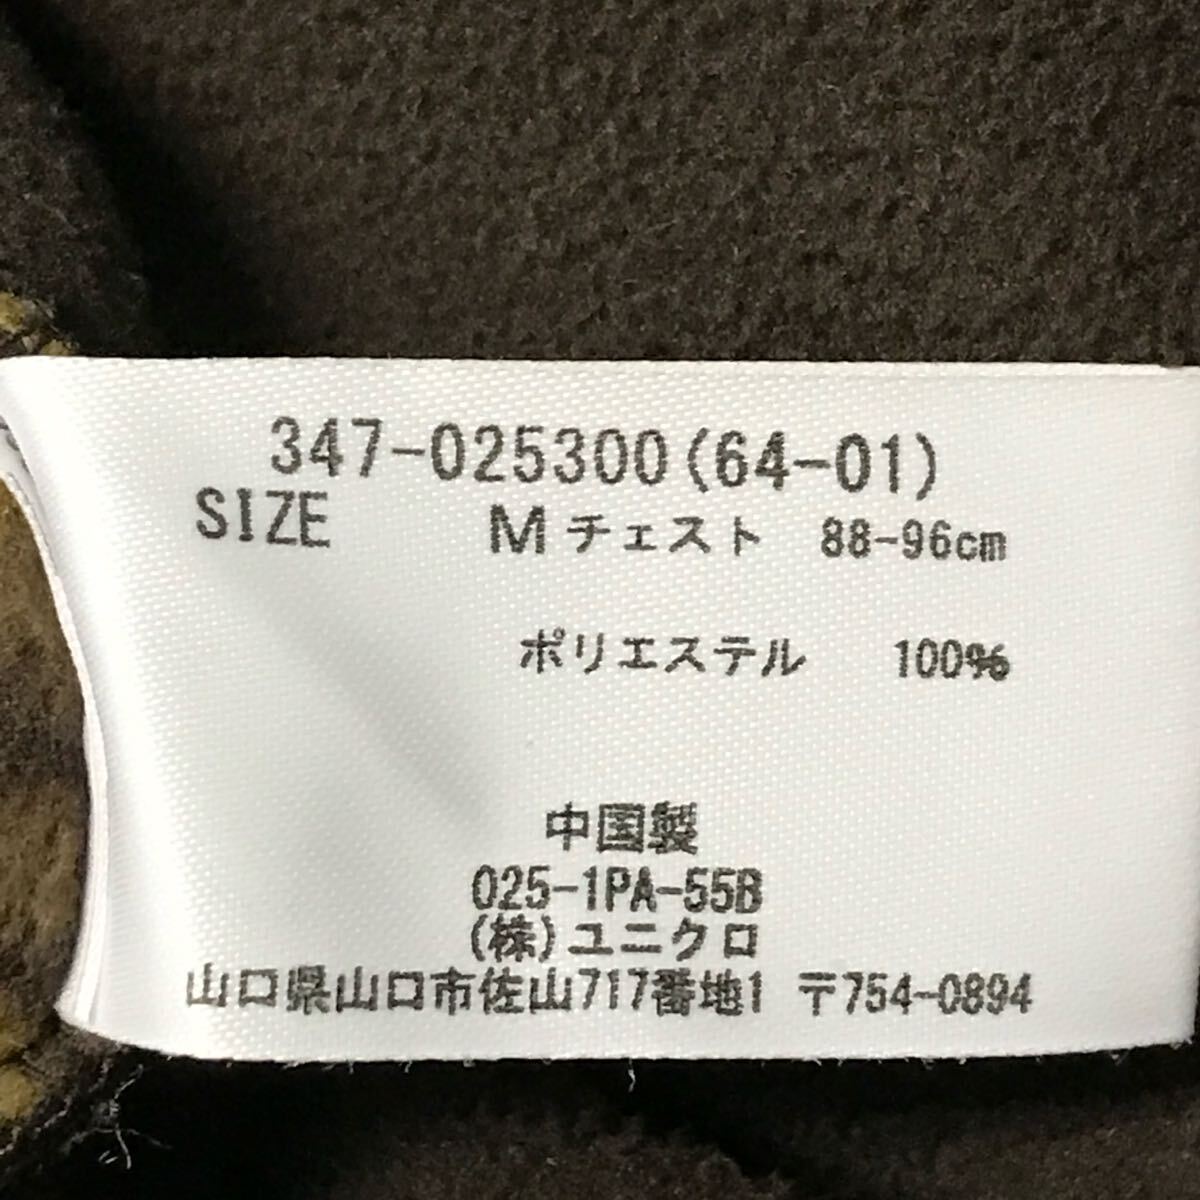 347-025300(64-01)
SIZE M チェスト 88-96cm
ポリエステル 100%
中国製
025-1PA-55B
(株)ユニクロ
山口県山口市佐山717番地1 〒754-0894